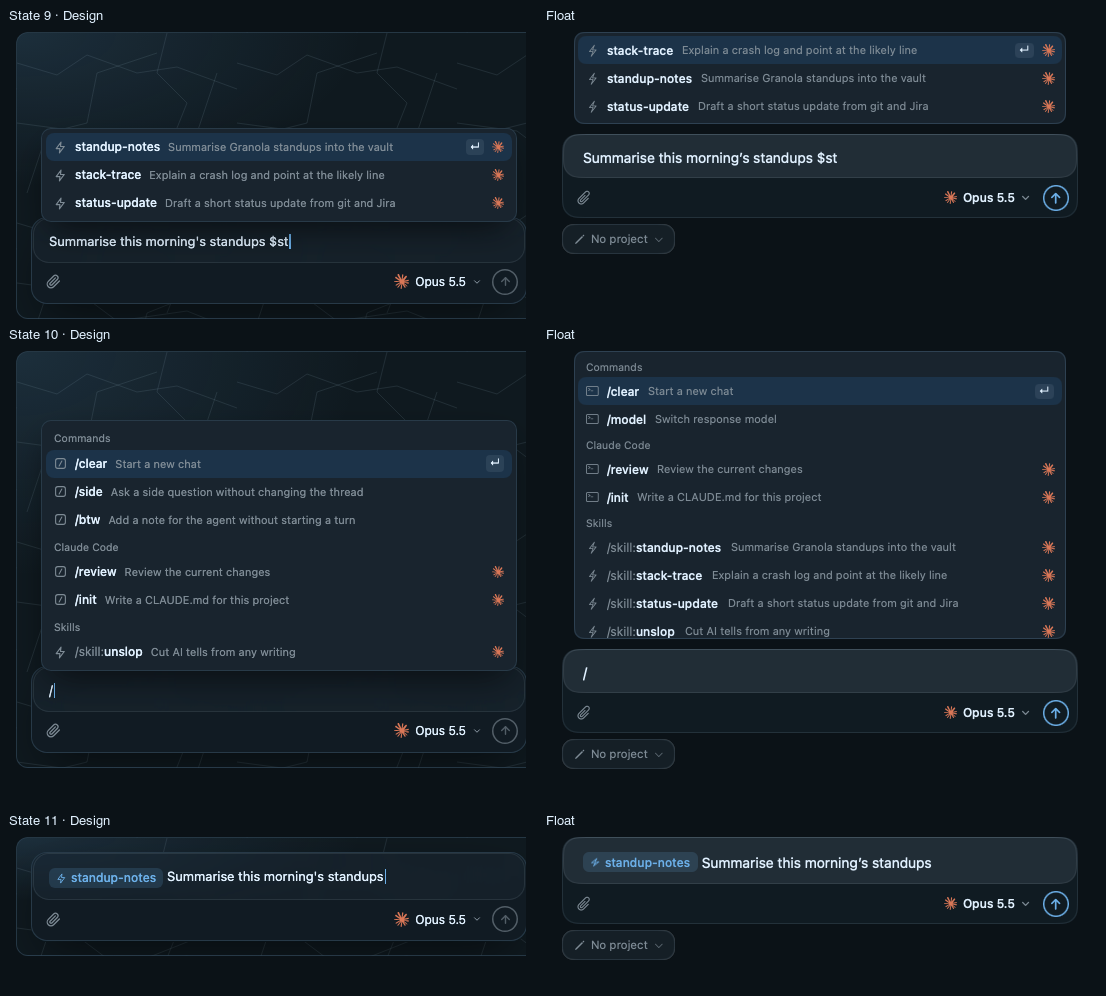 State 9 · Design
standup-notes Summarise Granola standups into the vault
stack-trace Explain a crash log and point at the likely line
status-update Draft a short status update from git and Jira
Summarise this morning's standups $st
Opus 5.5
Float
stack-trace Explain a crash log and point at the likely line
standup-notes Summarise Granola standups into the vault
status-update Draft a short status update from git and Jira
Summarise this morning’s standups $st
Opus 5.5
No project
State 10 · Design
Commands
/clear Start a new chat
/side Ask a side question without changing the thread
/btw Add a note for the agent without starting a turn
Claude Code
/review Review the current changes
/init Write a CLAUDE.md for this project
Skills
/skill:unslop Cut AI tells from any writing
/
Opus 5.5
Float
Commands
/clear Start a new chat
/model Switch response model
Claude Code
/review Review the current changes
/init Write a CLAUDE.md for this project
Skills
/skill:standup-notes Summarise Granola standups into the vault
/skill:stack-trace Explain a crash log and point at the likely line
/skill:status-update Draft a short status update from git and Jira
/skill:unslop Cut AI tells from any writing
/
Opus 5.5
No project
State 11 · Design
standup-notes Summarise this morning's standups
Opus 5.5
Float
standup-notes Summarise this morning’s standups
Opus 5.5
No project